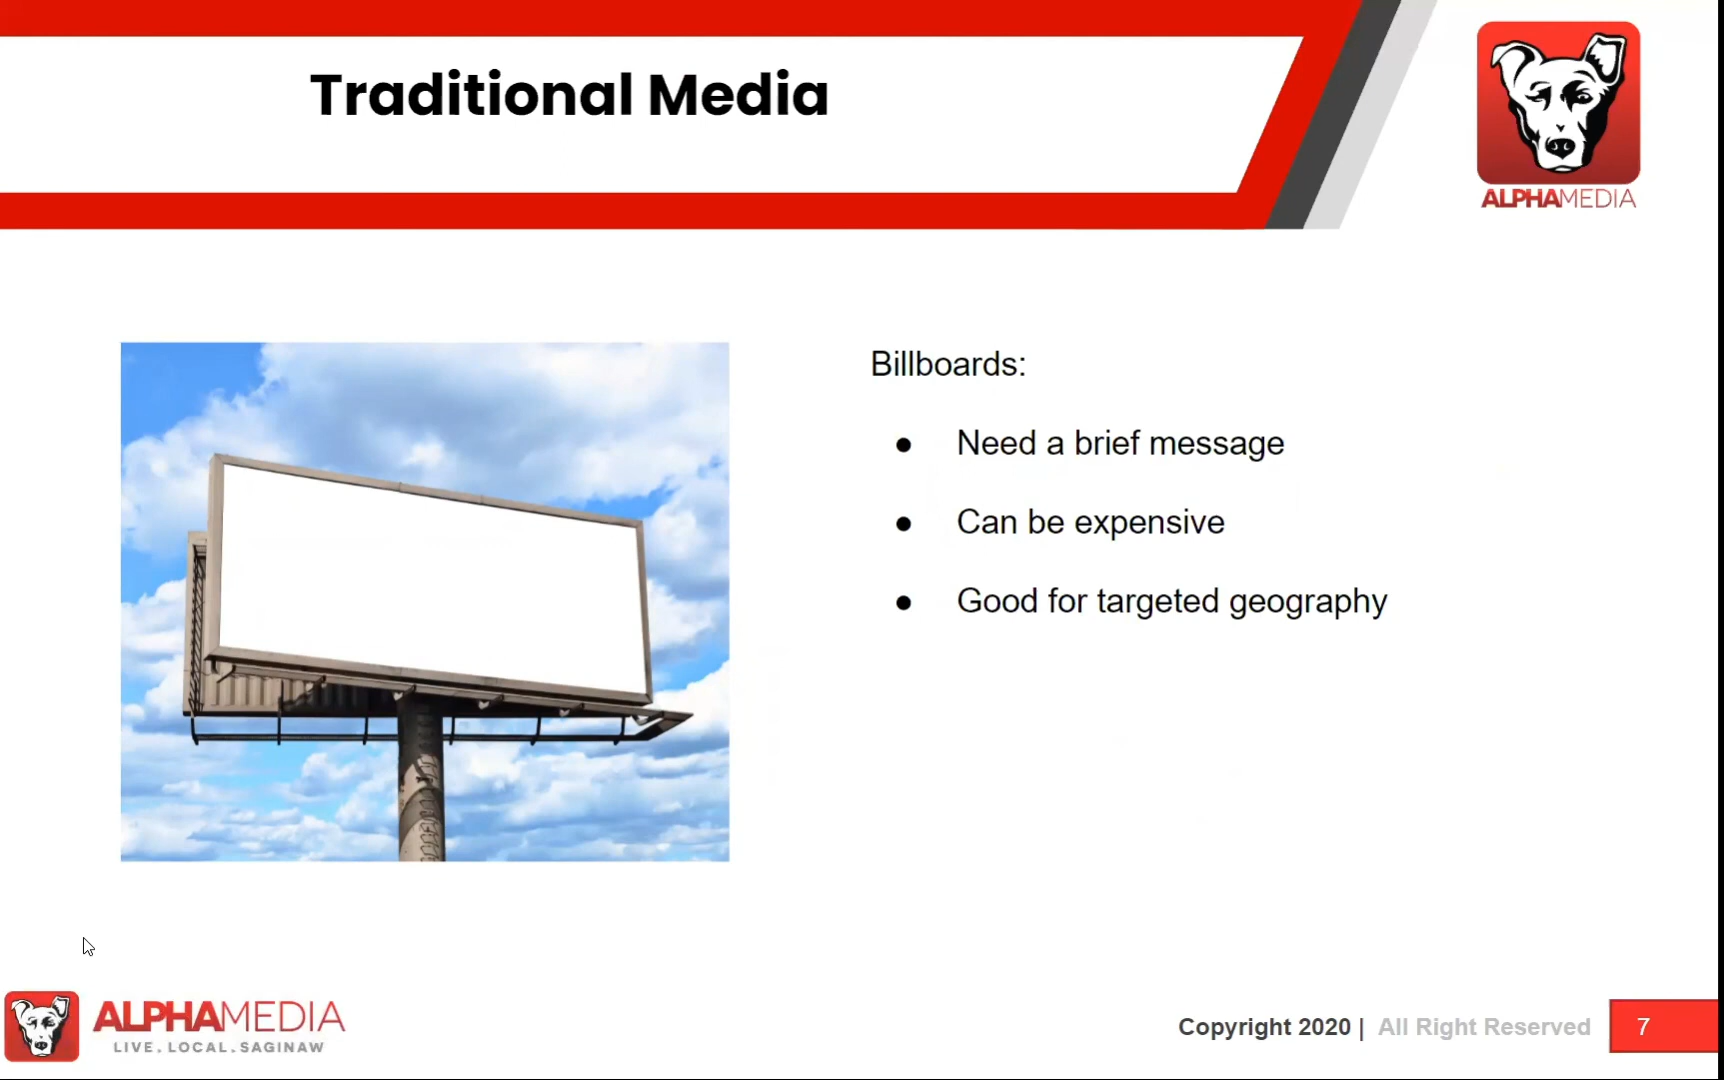 Traditional Media
ALPHAMEDIA
Billboards:
● Need a brief message
● Can be expensive
● Good for targeted geography
ALPHAMEDIA
LIVE.LOCAL.SAGINAW
Copyright 2020 | All Right Reserved
7